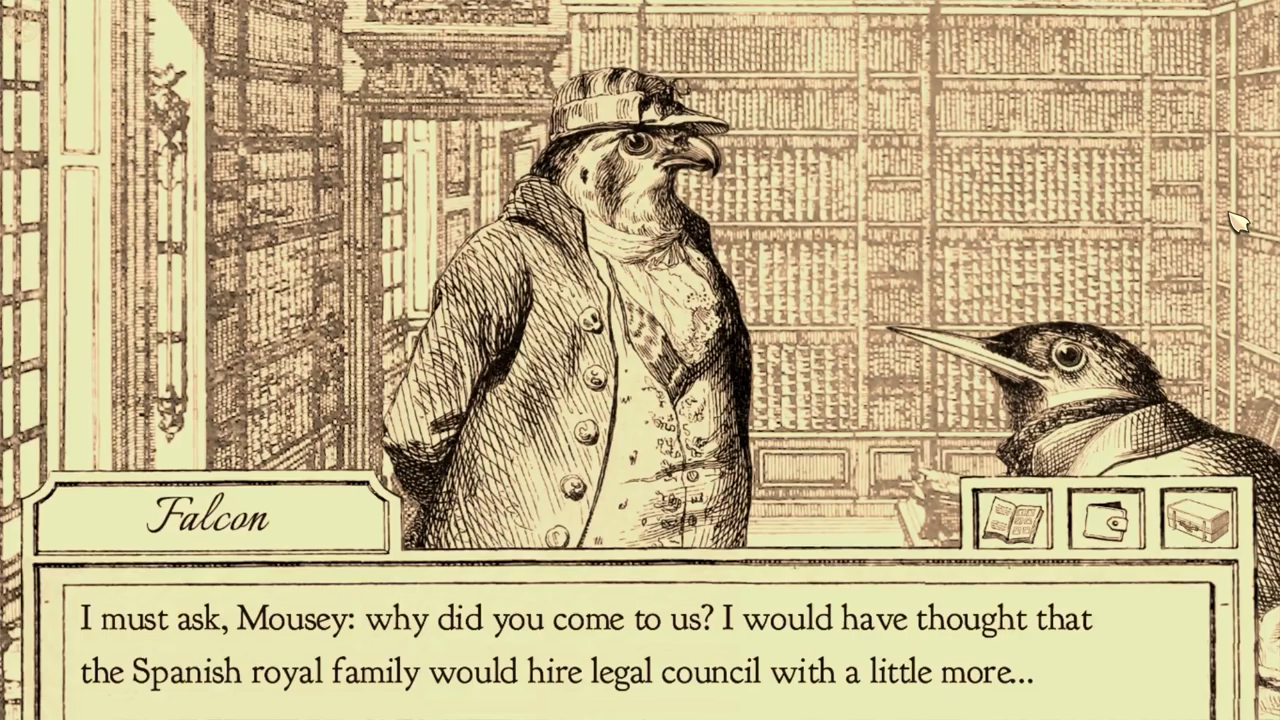 Falcon
I must ask, Mousey: why did you come to us? I would have thought that
the Spanish royal family would hire legal council with a little more...